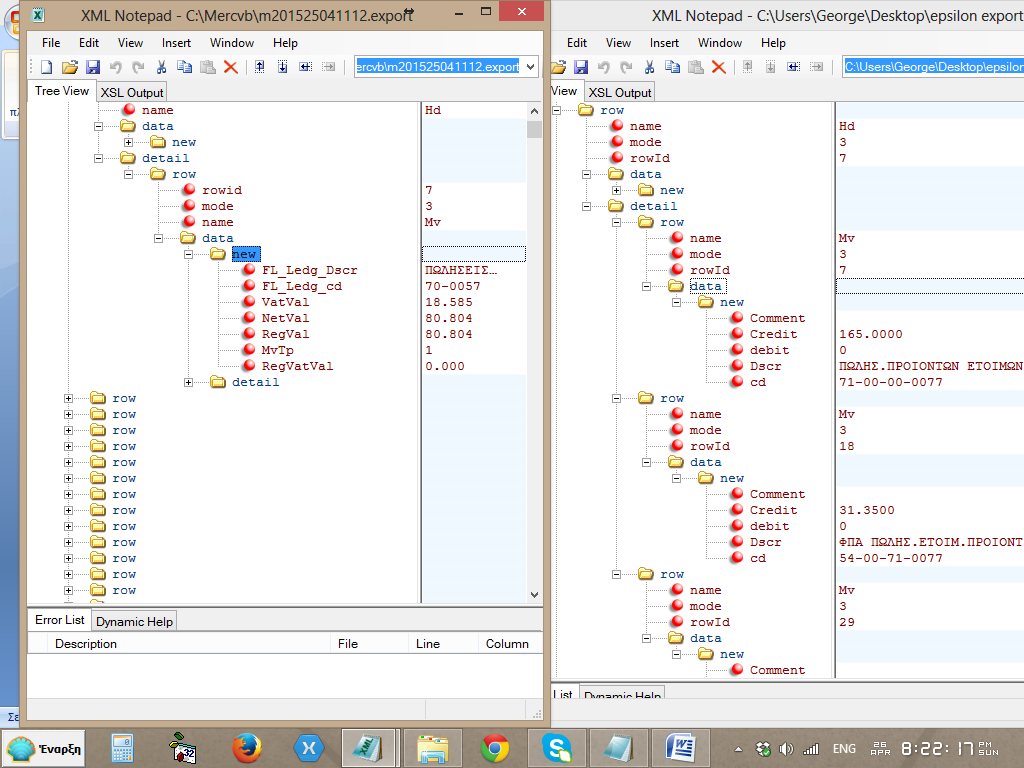 XML Notepad - C:\Mercvb\m201525041112.export
File Edit View Insert Window Help
C:\Mercvb\m201525041112.export
Tree View XSL Output
name Hd
data
new
detail
row
rowid 7
mode 3
name Mv
data
new
FL_Ledg_Dscr ΠΩΛΗΣΕΙΣ...
FL_Ledg_cd 70-0057
VatVal 18.585
NetVal 80.804
RegVal 80.804
MvTp 1
RegVatVal 0.000
detail
row
row
row
row
row
row
row
row
row
row
row
row
row
Error List Dynamic Help
Description File Line Column
XML Notepad - C:\Users\George\Desktop\epsilon export
Edit View Insert Window Help
C:\Users\George\Desktop\epsilon
View XSL Output
row
name Hd
mode 3
rowId 7
data
new
detail
row
name Mv
mode 3
rowId 7
data
new
Comment
Credit 165.0000
debit 0
Dscr ΠΩΛΗΣ.ΠΡΟΙΟΝΤΩΝ ΕΤΟΙΜΩΝ
cd 71-00-00-0077
row
name Mv
mode 3
rowId 18
data
new
Comment
Credit 31.3500
debit 0
Dscr ΦΠΑ ΠΩΛΗΣ.ΕΤΟΙΜ.ΠΡΟΙΟΝΤ
cd 54-00-71-0077
row
name Mv
mode 3
rowId 29
data
new
Comment
List Dynamic Help
Σε
Έναρξη
32
ENG
26 APR
8:22:17 PM SUN